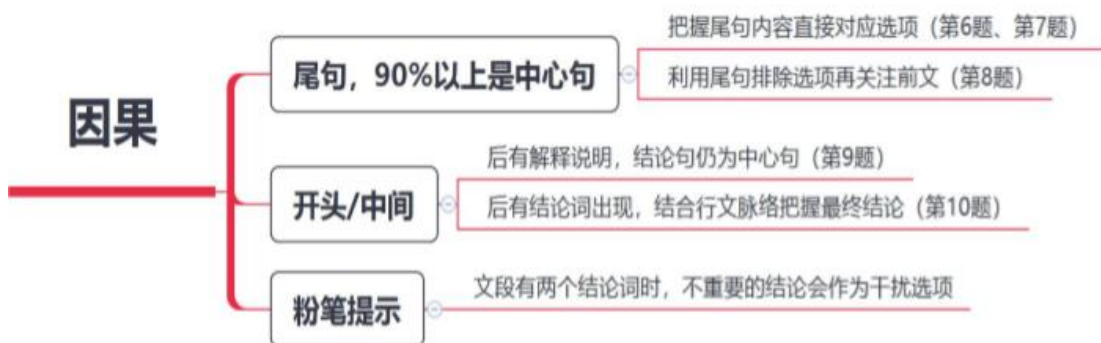 因果
尾句，90%以上是中心句
把握尾句内容直接对应选项（第6题、第7题）
利用尾句排除选项再关注前文（第8题）
开头/中间
后有解释说明，结论句仍为中心句（第9题）
后有结论词出现，结合行文脉络把握最终结论（第10题）
粉笔提示
文段有两个结论词时，不重要的结论会作为干扰选项